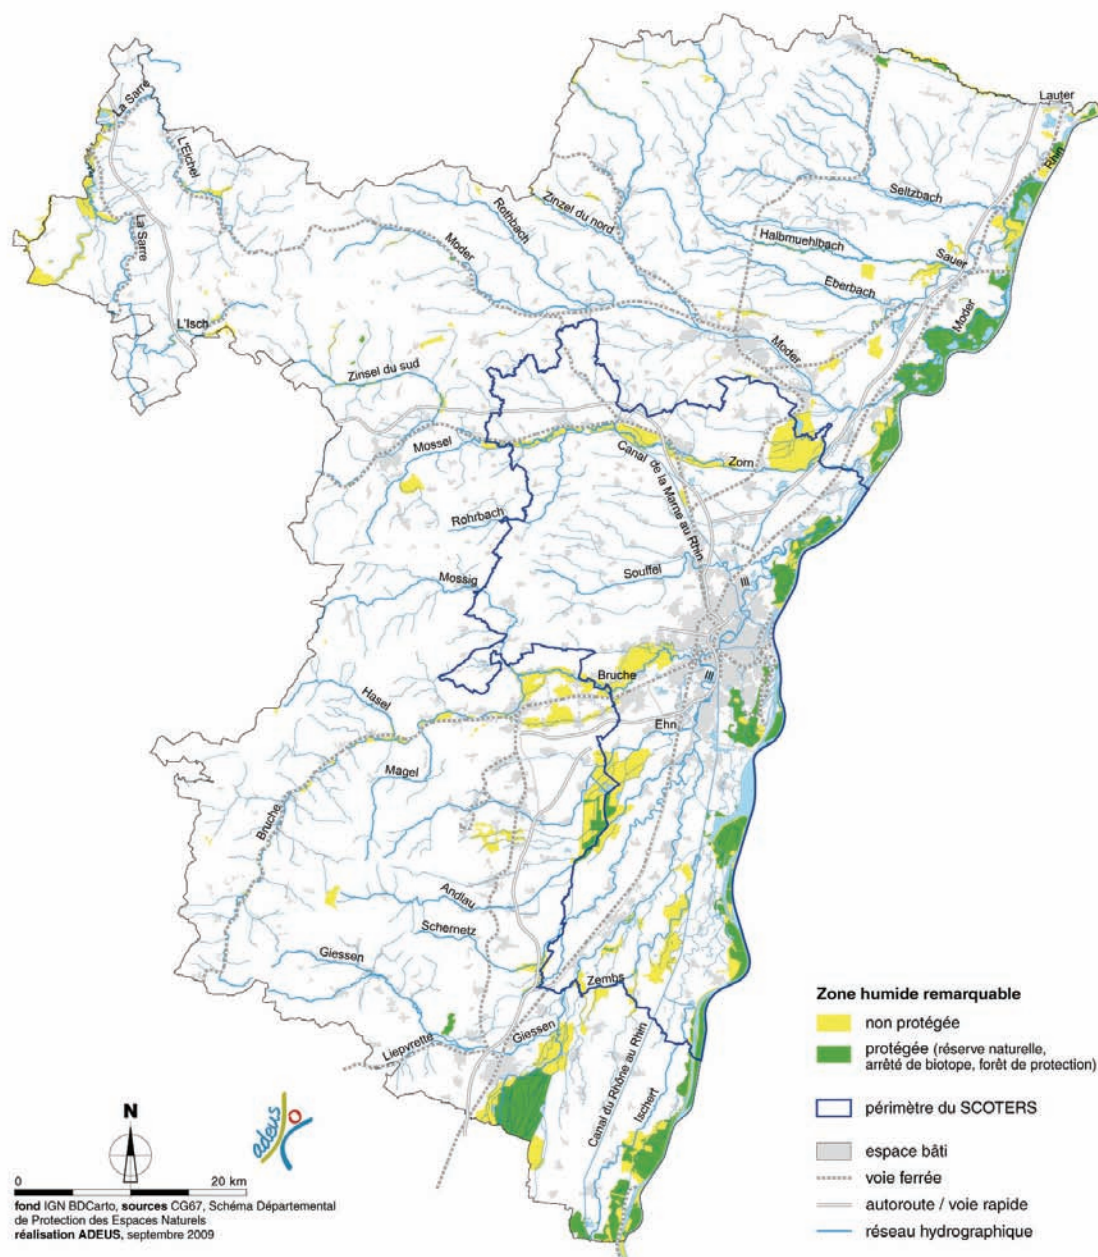 Lauter
La Sarre
L'Eichel
Rhin
Seltzbach
Rothbach
Zinzel du nord
La Sarre
Moder
Halbmuehlbach
Sauer
Eberbach
Moder
L'Isch
Moder
Zinsel du sud
Mossel
Canal de la Marne au Rhin
Zorn
Rohrbach
Souffel
Ill
Mossig
Bruche
Ill
Hasel
Ehn
Magel
Bruche
Andlau
Schernetz
Giessen
Zembs
Giessen
Liepvrette
Canal du Rhône au Rhin
Ischert
Zone humide remarquable
non protégée
protégée (réserve naturelle,
arrêté de biotope, forêt de protection)
périmètre du SCOTERS
espace bâti
voie ferrée
autoroute / voie rapide
réseau hydrographique
N
adeus
0 20 km
fond IGN BDCarto, sources CG67, Schéma Départemental
de Protection des Espaces Naturels
réalisation ADEUS, septembre 2009